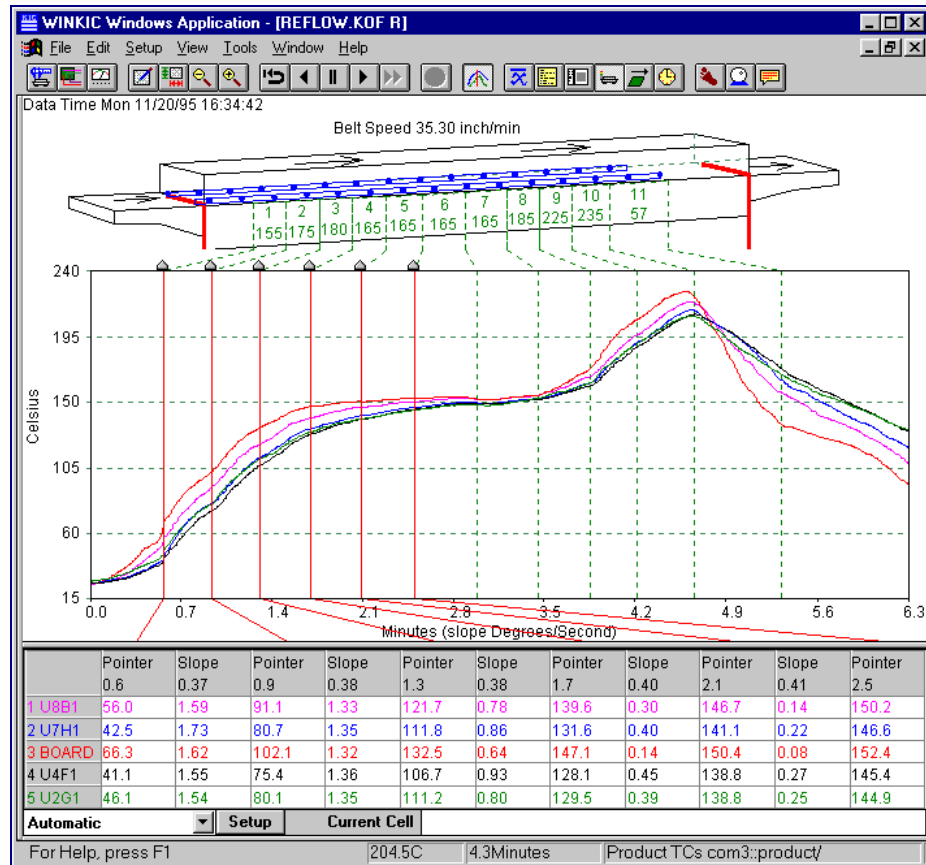 WINKIC Windows Application - [REFLOW.KOF R]
File Edit Setup View Tools Window Help
Data Time Mon 11/20/95 16:34:42
Belt Speed 35.30 inch/min
1 2 3 4 5 6 7 8 9 10 11
155 175 180 165 165 165 165 185 225 235 57
240
195
150
105
60
15
Celsius
0.0 0.7 1.4 2.1 2.8 3.5 4.2 4.9 5.6 6.3
Minutes (slope Degrees/Second)
Pointer Slope Pointer Slope Pointer Slope Pointer Slope Pointer Slope Pointer
0.6 0.37 0.9 0.38 1.3 0.38 1.7 0.40 2.1 0.41 2.5
1 U8B1 56.0 1.59 91.1 1.33 121.7 0.78 139.6 0.30 146.7 0.14 150.2
2 U7H1 42.5 1.73 80.7 1.35 111.8 0.86 131.6 0.40 141.1 0.22 146.6
3 BOARD 66.3 1.62 102.1 1.32 132.5 0.64 147.1 0.14 150.4 0.08 152.4
4 U4F1 41.1 1.55 75.4 1.36 106.7 0.93 128.1 0.45 138.8 0.27 145.4
5 U2G1 46.1 1.54 80.1 1.35 111.2 0.80 129.5 0.39 138.8 0.25 144.9
Automatic Setup Current Cell
For Help, press F1 204.5C 4.3Minutes Product TCs com3::product/